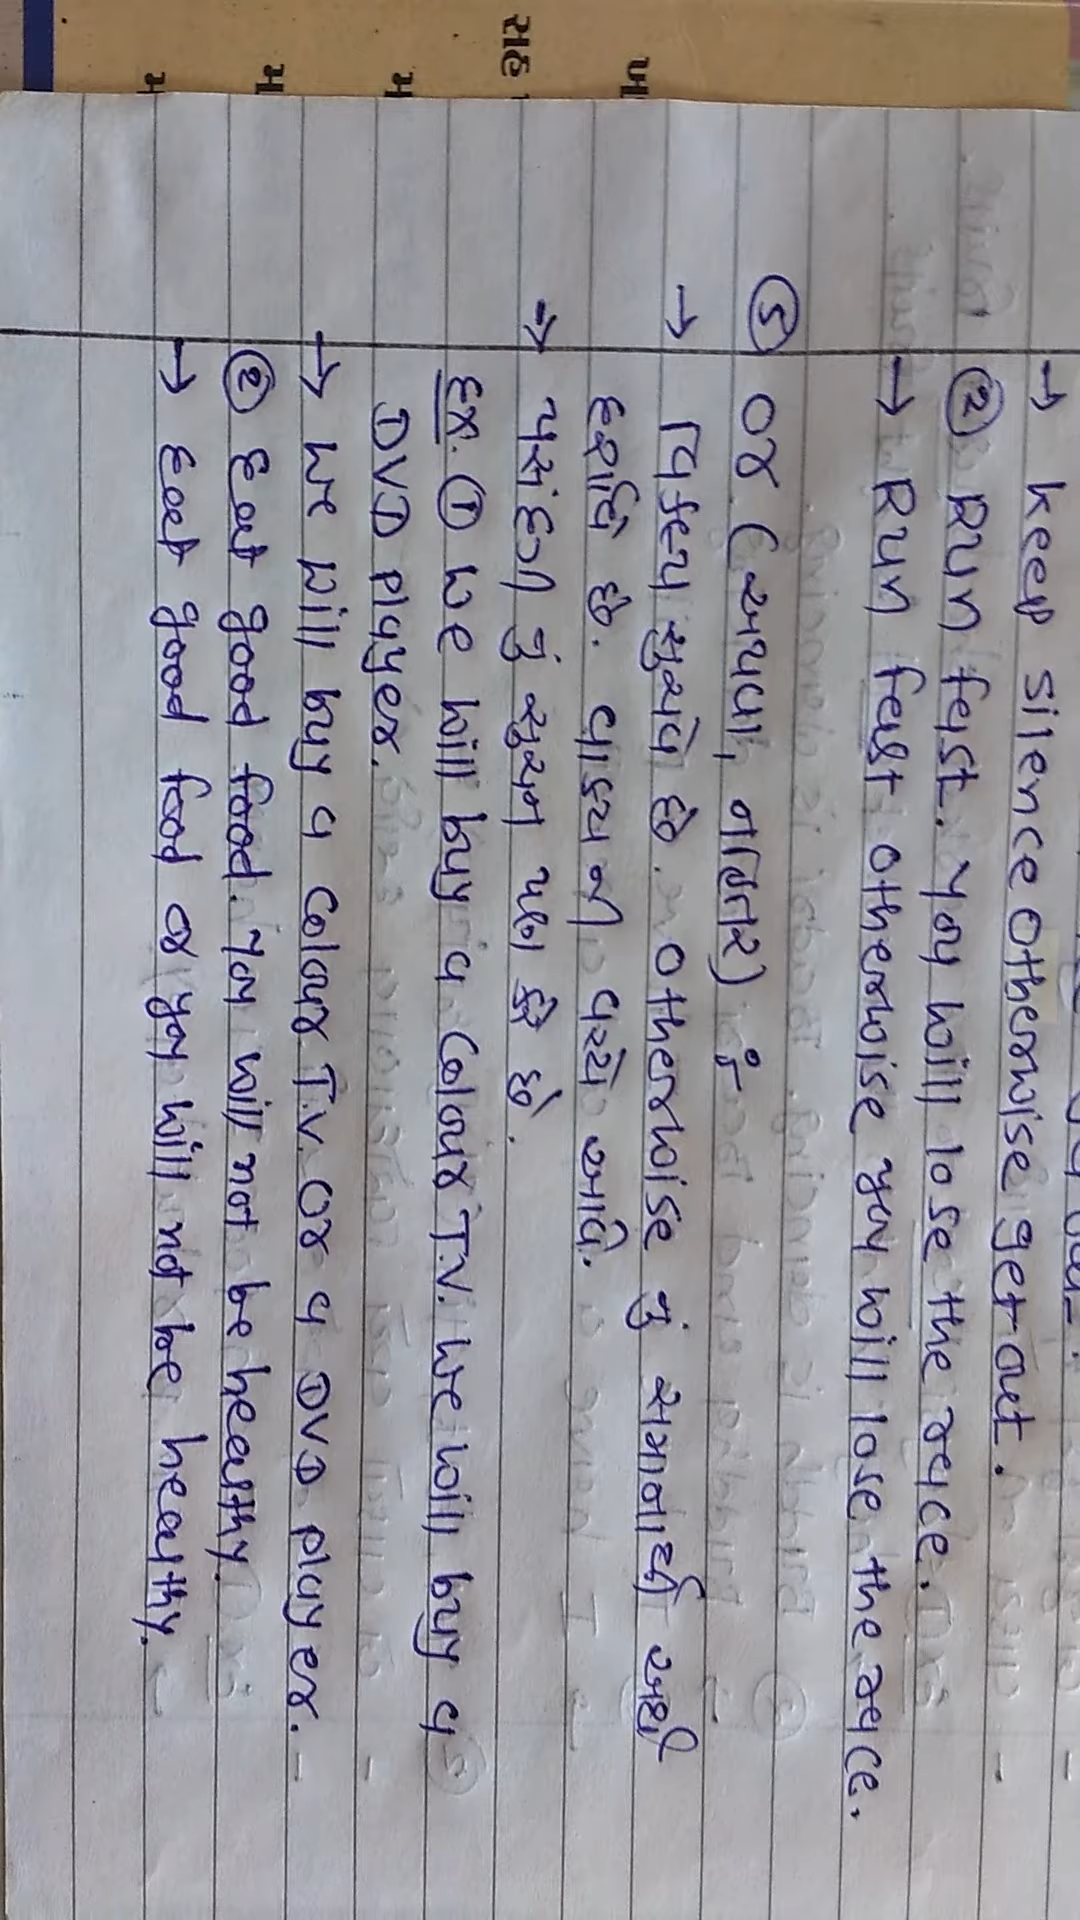 → keep silence otherwise get out.
② Run fast. You will lose the race.
→ Run fast otherwise you will lose the race.
⑤ Or (અથવા, નહિતર) :-
→ વિકલ્પ સુચવે છે. Otherwise નું સમાનાર્થી અર્થ
દર્શાવે છે. વાક્યની વચ્ચે આવે.
→ પસંદગી નું સુચન પણ કરે છે.
Ex. ① We will buy a Colour T.V. We will buy a
DVD player.
→ We will buy a Colour T.V. Or a DVD player.
② Eat good food. You will not be healthy.
→ Eat good food or you will not be healthy.
સહ